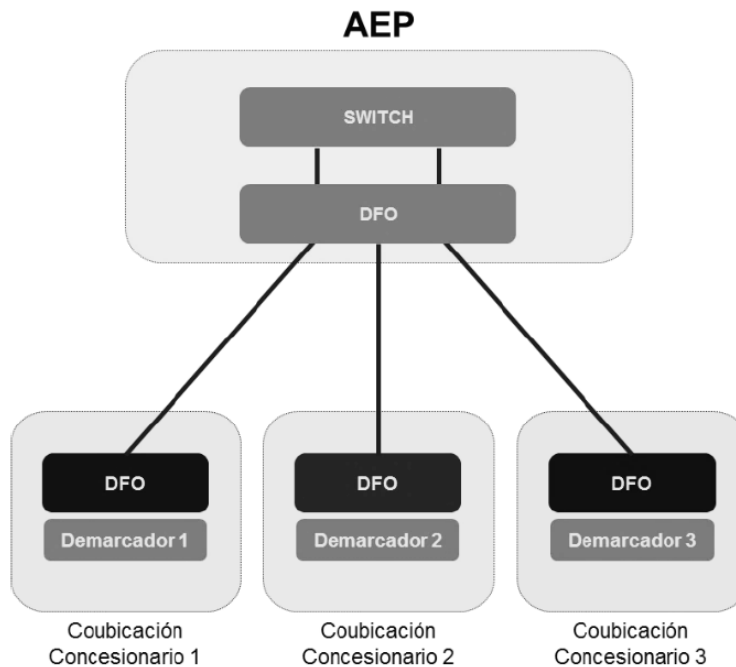 AEP
SWITCH
DFO
DFO
Demarcador 1
DFO
Demarcador 2
DFO
Demarcador 3
Coubicación
Concesionario 1
Coubicación
Concesionario 2
Coubicación
Concesionario 3